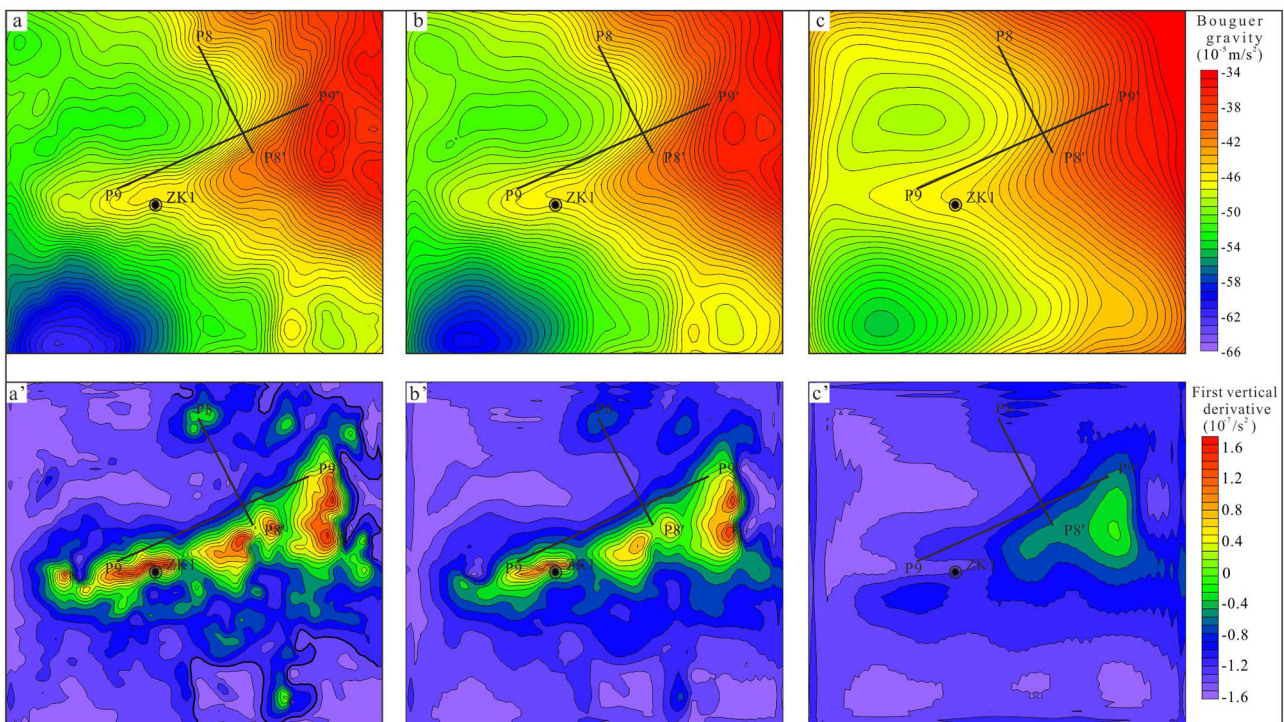 a
P8
P9'
P8'
P9
ZK1
b
P8
P9'
P8'
P9
ZK1
c
P8
P9'
P8'
P9
ZK1
Bouguer
gravity
(10⁻⁵m/s²)
-34
-38
-42
-46
-50
-54
-58
-62
-66
a'
P8
P9'
P8'
P9
ZK1
b'
P8
P9'
P8'
P9
ZK1
c'
P8
P9'
P8'
P9
ZK1
First vertical
derivative
(10⁻⁷/s²)
1.6
1.2
0.8
0.4
0
-0.4
-0.8
-1.2
-1.6